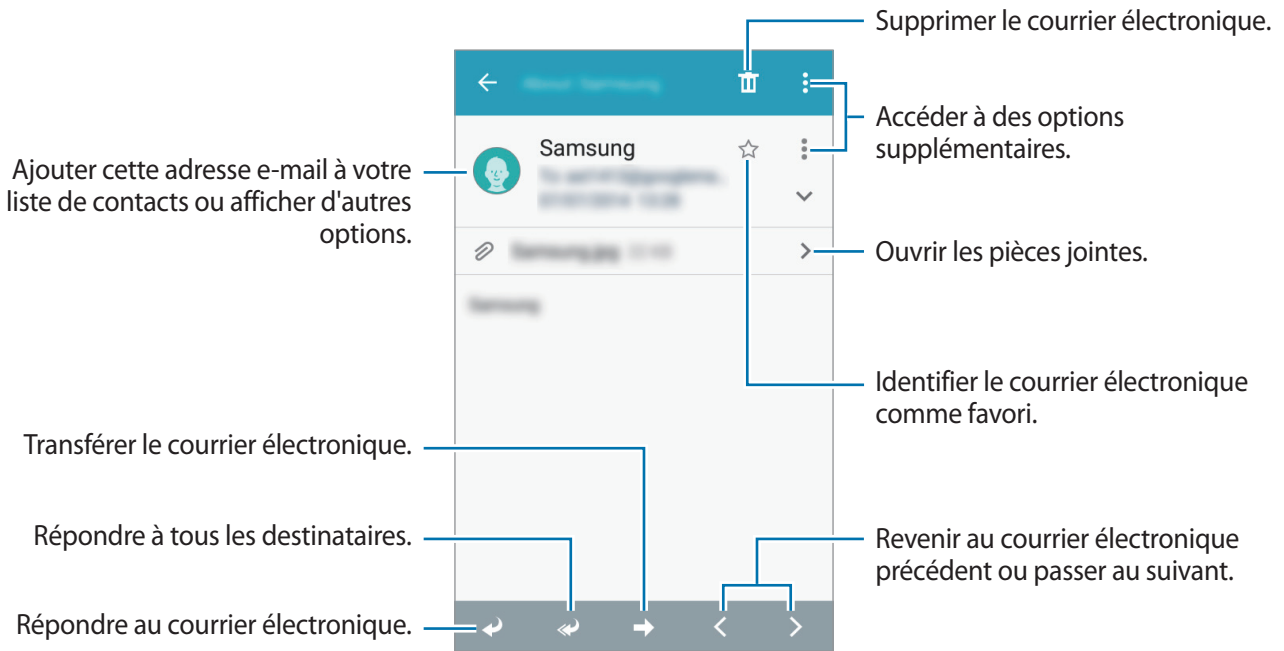 Supprimer le courrier électronique.
Accéder à des options
supplémentaires.
Samsung
Ajouter cette adresse e-mail à votre
liste de contacts ou afficher d'autres
options.
Ouvrir les pièces jointes.
Identifier le courrier électronique
comme favori.
Transférer le courrier électronique.
Répondre à tous les destinataires.
Revenir au courrier électronique
précédent ou passer au suivant.
Répondre au courrier électronique.